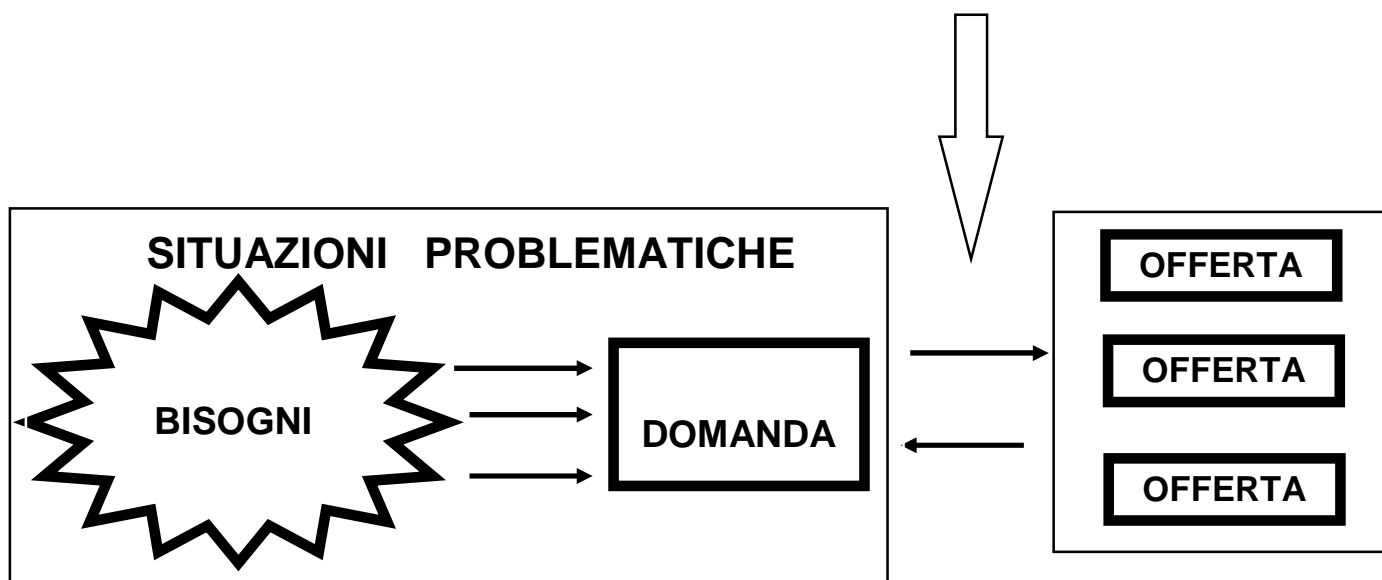 SITUAZIONI PROBLEMATICHE
BISOGNI
DOMANDA
OFFERTA
OFFERTA
OFFERTA